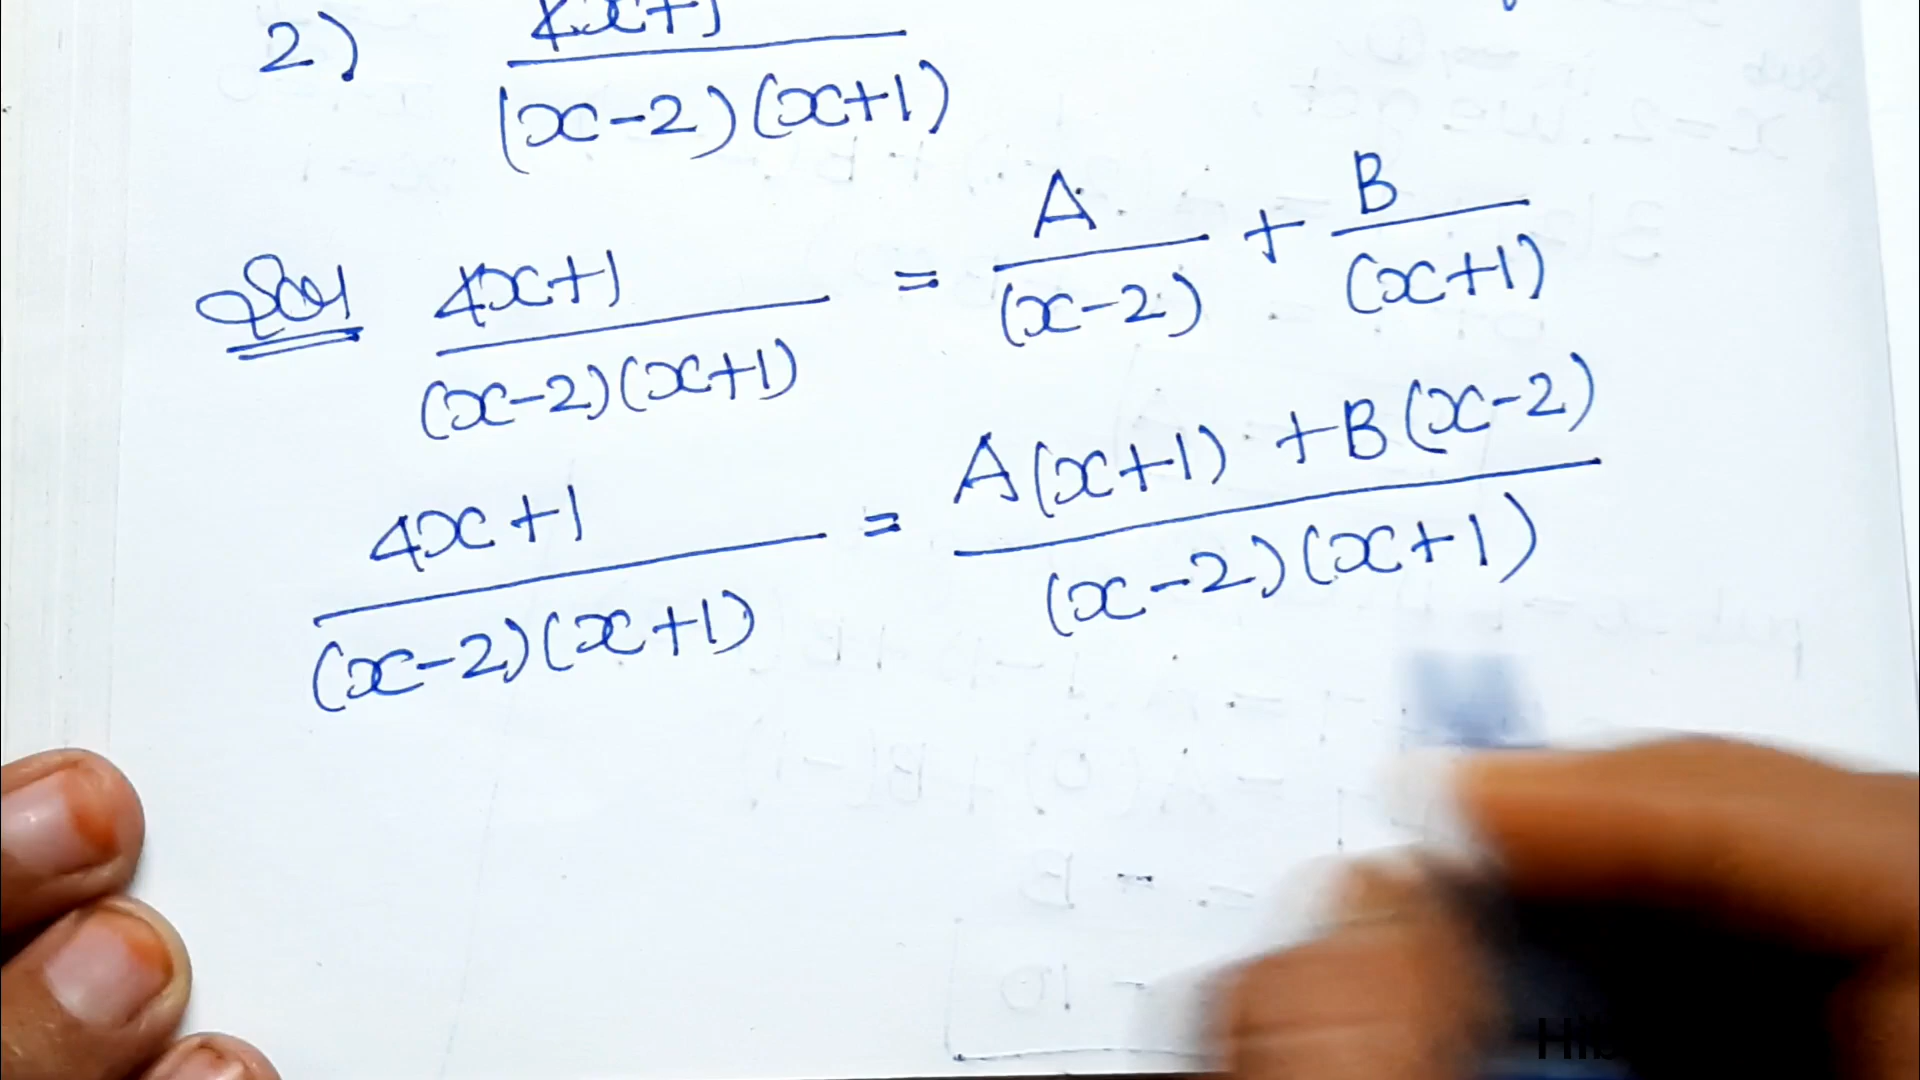 2) 4x+1
(x-2)(x+1)
Sol 4x+1 / (x-2)(x+1) = A / (x-2) + B / (x+1)
4x+1 / (x-2)(x+1) = A(x+1) + B(x-2) / (x-2)(x+1)